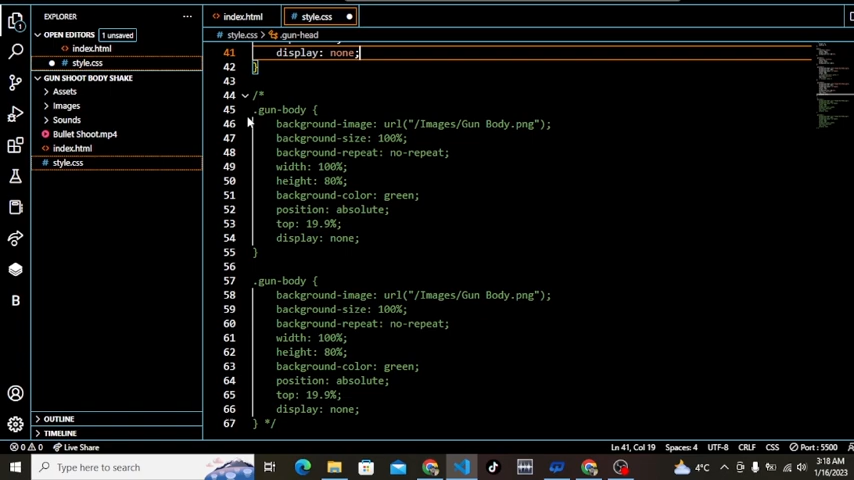 EXPLORER
index.html
style.css
OPEN EDITORS
1 unsaved
style.css > .gun-head
index.html
style.css
GUN SHOOT BODY SHAKE
Assets
Images
Sounds
Bullet Shoot.mp4
index.html
style.css
OUTLINE
TIMELINE
41 display: none;
42 }
43
44 /*
45 .gun-body {
46 background-image: url("/Images/Gun Body.png");
47 background-size: 100%;
48 background-repeat: no-repeat;
49 width: 100%;
50 height: 80%;
51 background-color: green;
52 position: absolute;
53 top: 19.9%;
54 display: none;
55 }
56
57 .gun-body {
58 background-image: url("/Images/Gun Body.png");
59 background-size: 100%;
60 background-repeat: no-repeat;
61 width: 100%;
62 height: 80%;
63 background-color: green;
64 position: absolute;
65 top: 19.9%;
66 display: none;
67 } */
0 0 Live Share
Ln 41, Col 19 Spaces: 4 UTF-8 CRLF CSS Port : 5500
Type here to search
4°C
3:18 AM
1/16/2023